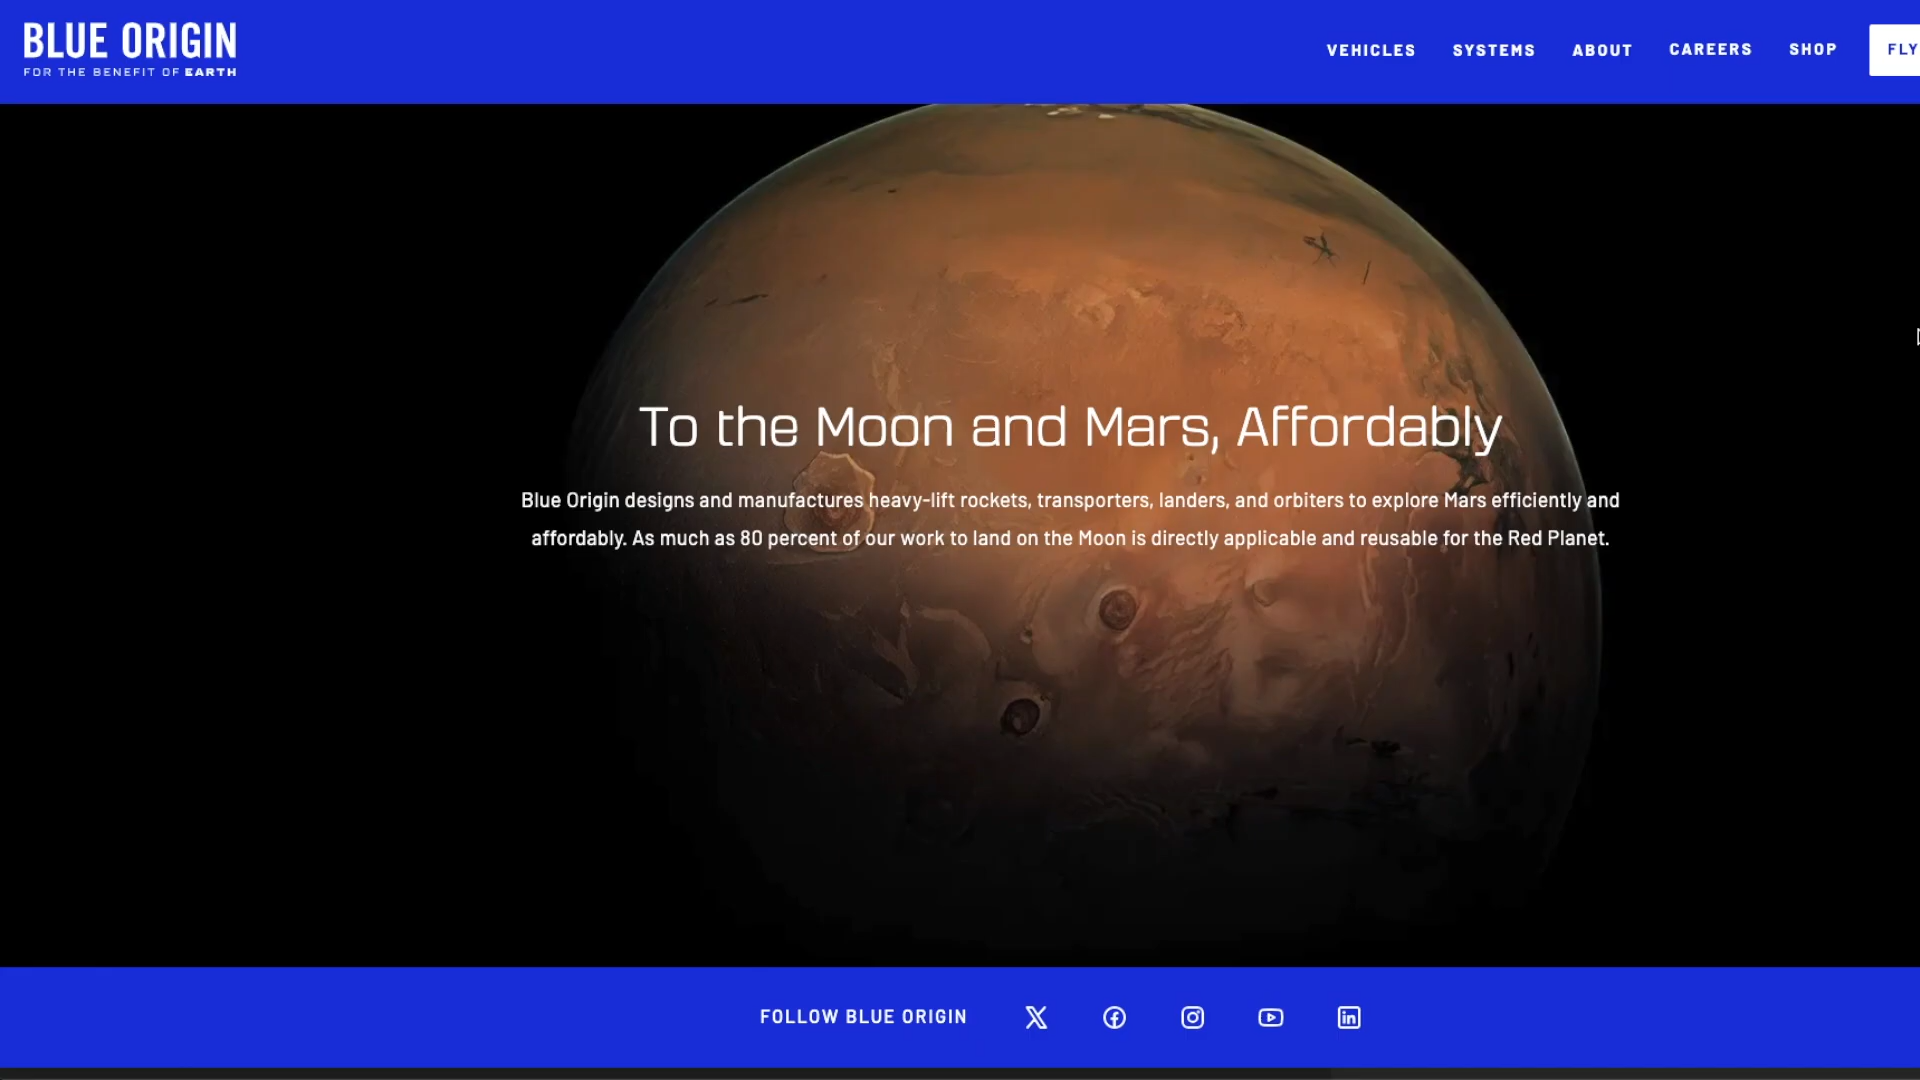 BLUE ORIGIN
FOR THE BENEFIT OF EARTH
VEHICLES SYSTEMS ABOUT CAREERS SHOP FLY
To the Moon and Mars, Affordably
Blue Origin designs and manufactures heavy-lift rockets, transporters, landers, and orbiters to explore Mars efficiently and
affordably. As much as 80 percent of our work to land on the Moon is directly applicable and reusable for the Red Planet.
FOLLOW BLUE ORIGIN